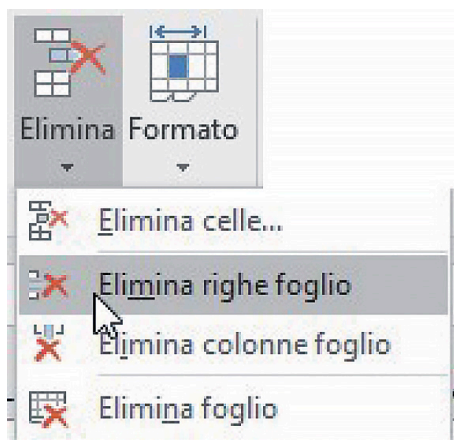 Elimina Formato
Elimina celle...
Elimina righe foglio
Elimina colonne foglio
Elimina foglio